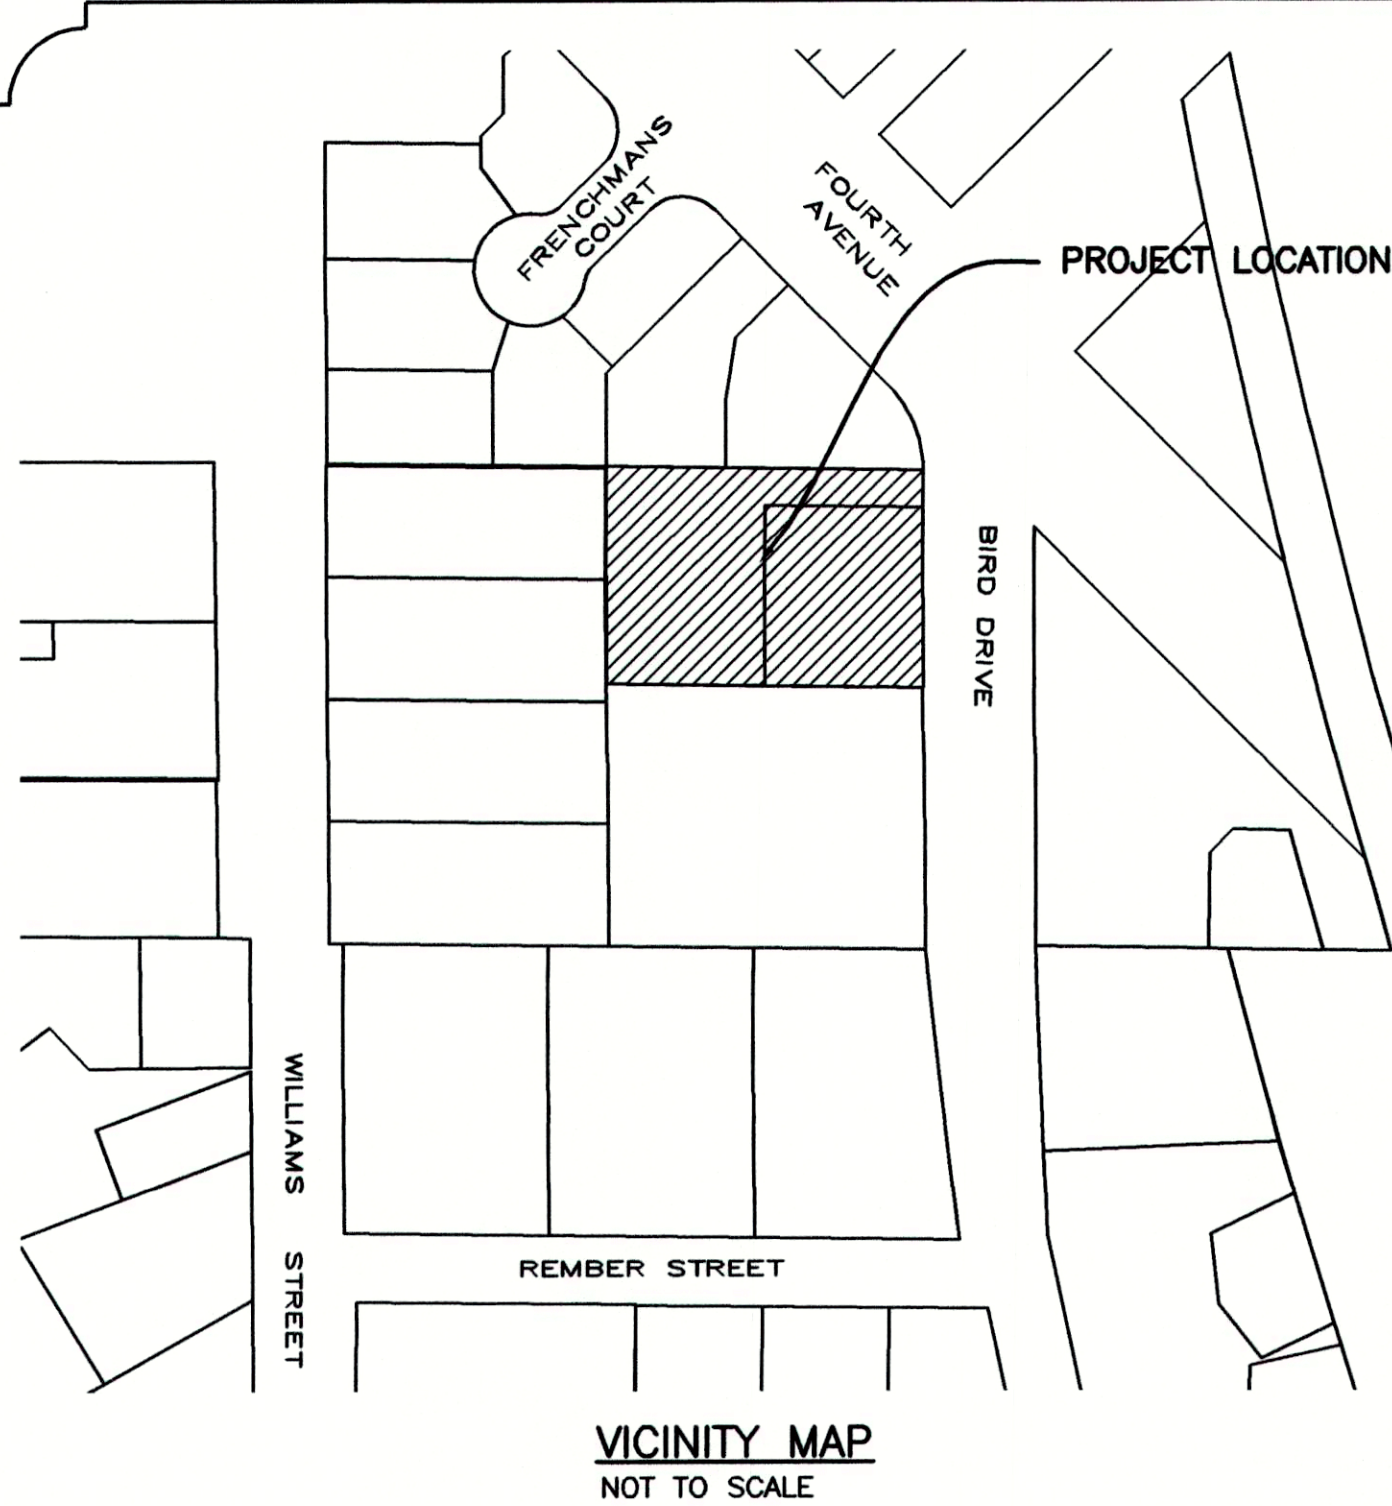 FRENCHMANS
COURT
FOURTH
AVENUE
PROJECT LOCATION
BIRD DRIVE
WILLIAMS STREET
REMBER STREET
VICINITY MAP
NOT TO SCALE